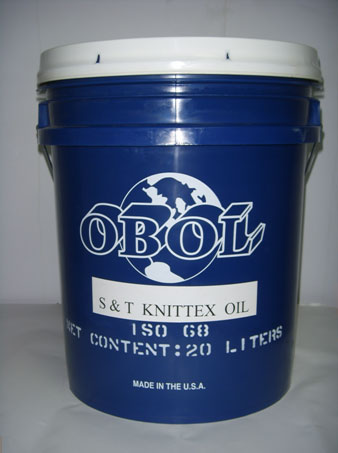 OBOL
S & T KNITTEX OIL
ISO 68
NET CONTENT:20 LITERS
MADE IN THE U.S.A.